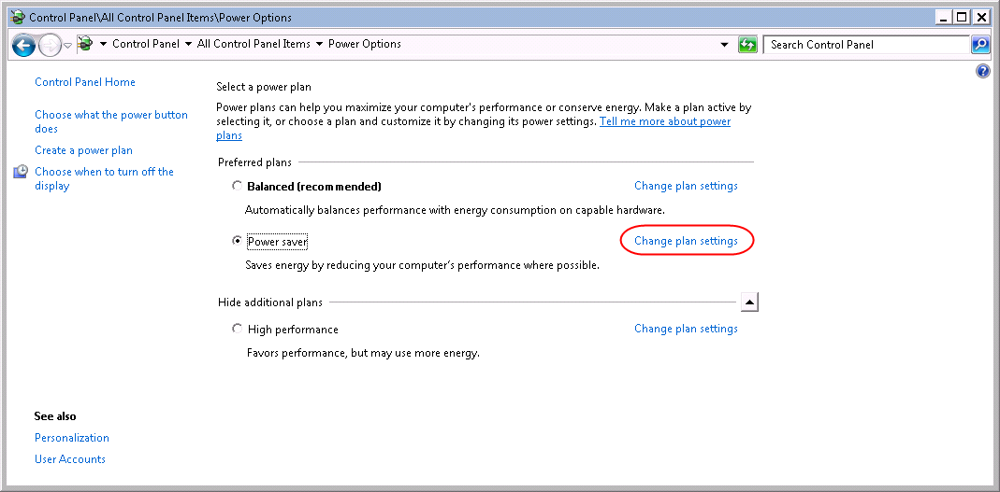 Control Panel\All Control Panel Items\Power Options
Control Panel All Control Panel Items Power Options
Search Control Panel
Control Panel Home
Choose what the power button
does
Create a power plan
Choose when to turn off the
display
Select a power plan
Power plans can help you maximize your computer's performance or conserve energy. Make a plan active by
selecting it, or choose a plan and customize it by changing its power settings. Tell me more about power
plans
Preferred plans
Balanced (recommended) Change plan settings
Automatically balances performance with energy consumption on capable hardware.
Power saver Change plan settings
Saves energy by reducing your computer's performance where possible.
Hide additional plans
High performance Change plan settings
Favors performance, but may use more energy.
See also
Personalization
User Accounts